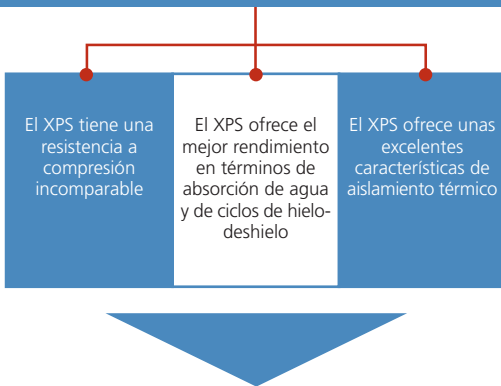 El XPS tiene una
resistencia a
compresión
incomparable
El XPS ofrece el
mejor rendimiento
en términos de
absorción de agua
y de ciclos de hielo-
deshielo
El XPS ofrece unas
excelentes
características de
aislamiento térmico